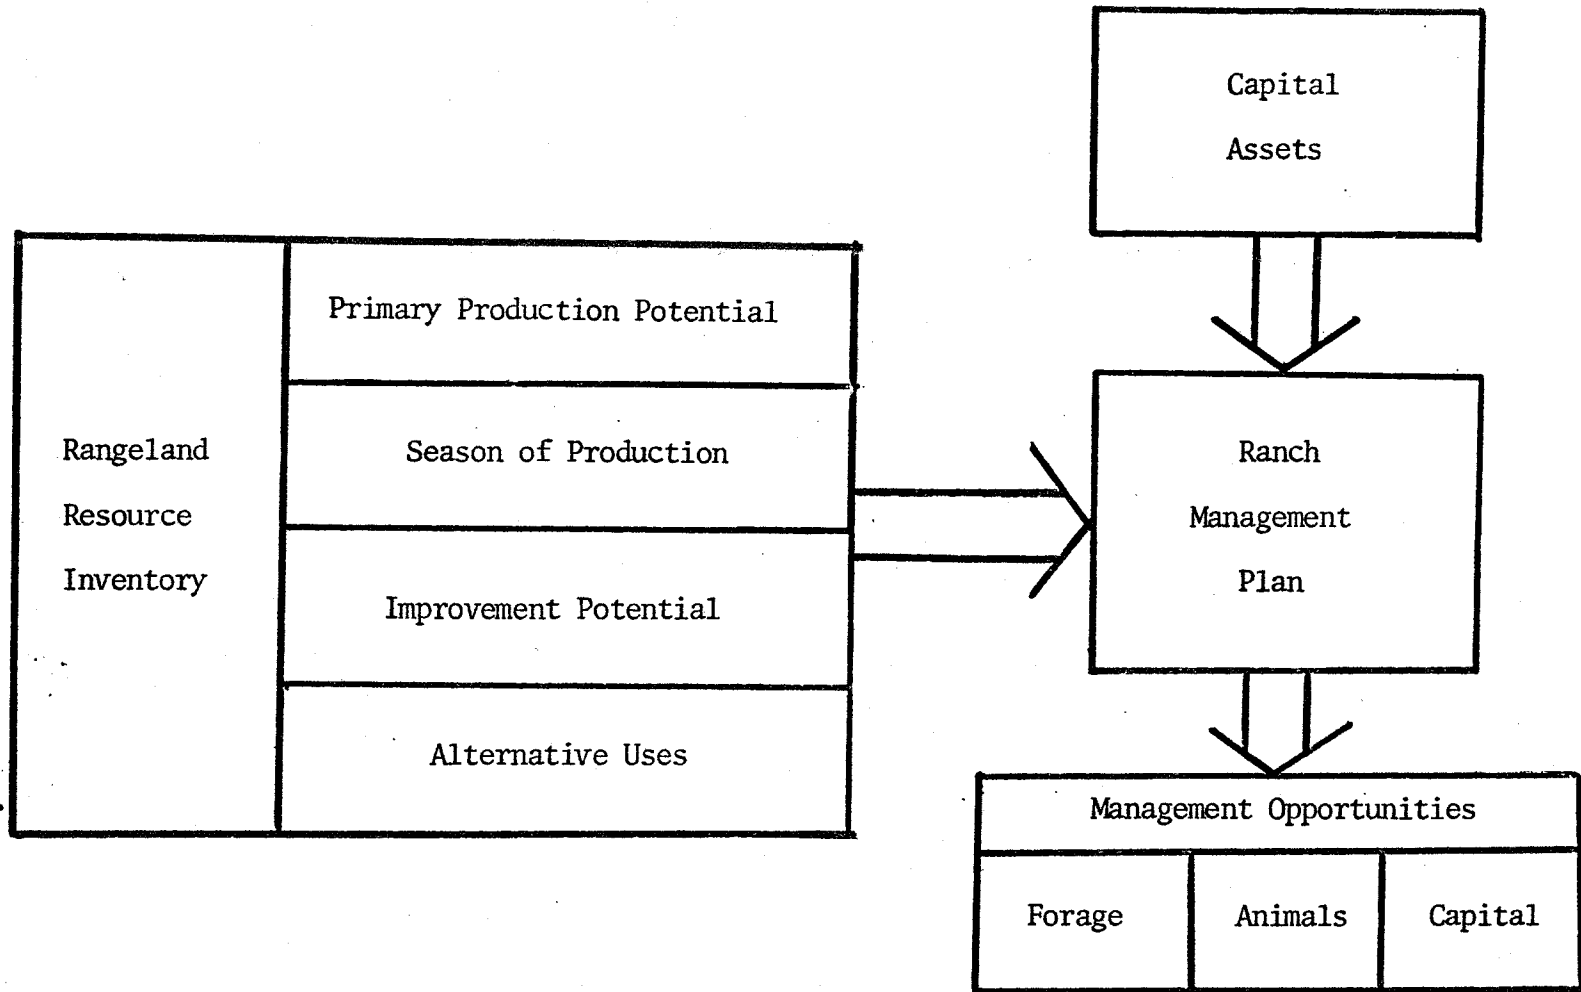 Capital
Assets
Rangeland
Resource
Inventory
Primary Production Potential
Season of Production
Improvement Potential
Alternative Uses
Ranch
Management
Plan
Management Opportunities
Forage
Animals
Capital